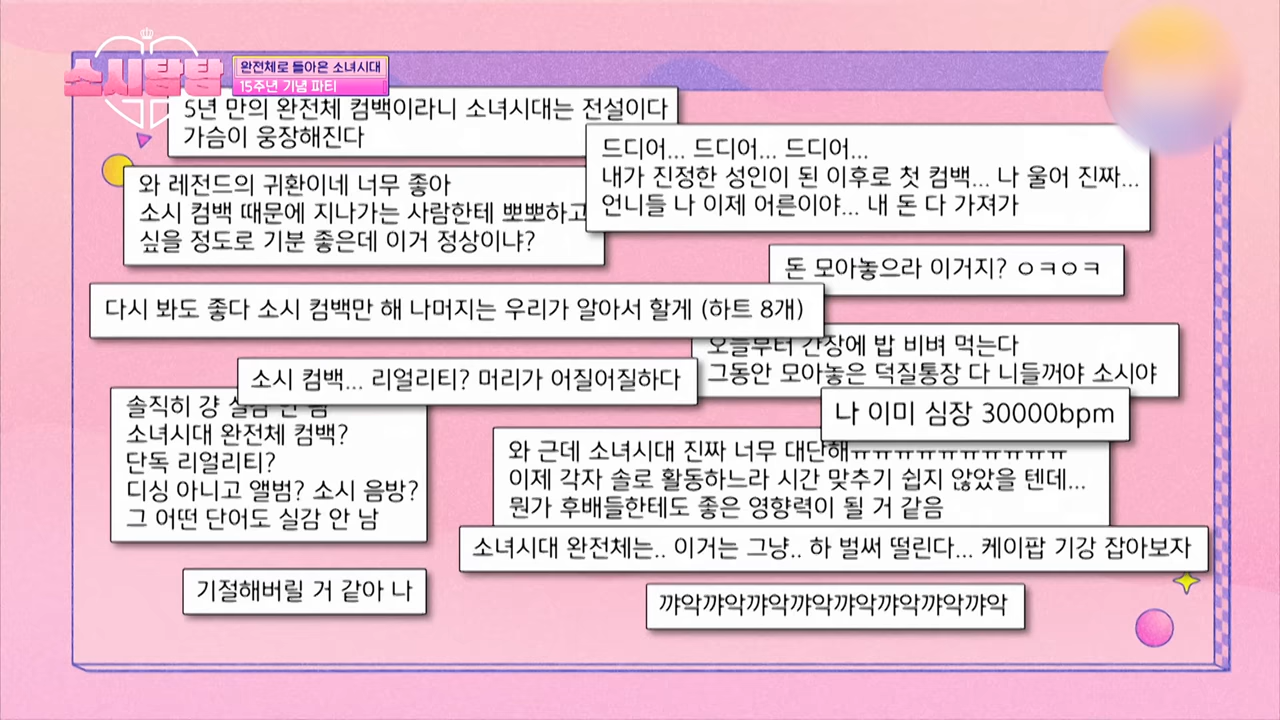 소시탐탐
완전체로 돌아온 소녀시대
15주년 기념 파티
5년 만의 완전체 컴백이라니 소녀시대는 전설이다
가슴이 웅장해진다
드디어... 드디어... 드디어...
내가 진정한 성인이 된 이후로 첫 컴백... 나 울어 진짜...
언니들 나 이제 어른이야... 내 돈 다 가져가
와 레전드의 귀환이네 너무 좋아
소시 컴백 때문에 지나가는 사람한테 뽀뽀하고
싶을 정도로 기분 좋은데 이거 정상이냐?
돈 모아놓으라 이거지? ㅇㅋㅇㅋ
다시 봐도 좋다 소시 컴백만 해 나머지는 우리가 알아서 할게 (하트 8개)
오늘부터 간장에 밥 비벼 먹는다
그동안 모아놓은 덕질통장 다 니들꺼야 소시야
소시 컴백... 리얼리티? 머리가 어질어질하다
솔직히 걍 실감 안 남
소녀시대 완전체 컴백?
단독 리얼리티?
디싱 아니고 앨범? 소시 음방?
그 어떤 단어도 실감 안 남
나 이미 심장 30000bpm
와 근데 소녀시대 진짜 너무 대단해ㅠㅠㅠㅠㅠㅠㅠㅠㅠㅠ
이제 각자 솔로 활동하느라 시간 맞추기 쉽지 않았을 텐데...
뭔가 후배들한테도 좋은 영향력이 될 거 같음
소녀시대 완전체는.. 이거는 그냥.. 하 벌써 떨린다... 케이팝 기강 잡아보자
기절해버릴 거 같아 나
꺄악꺄악꺄악꺄악꺄악꺄악꺄악꺄악